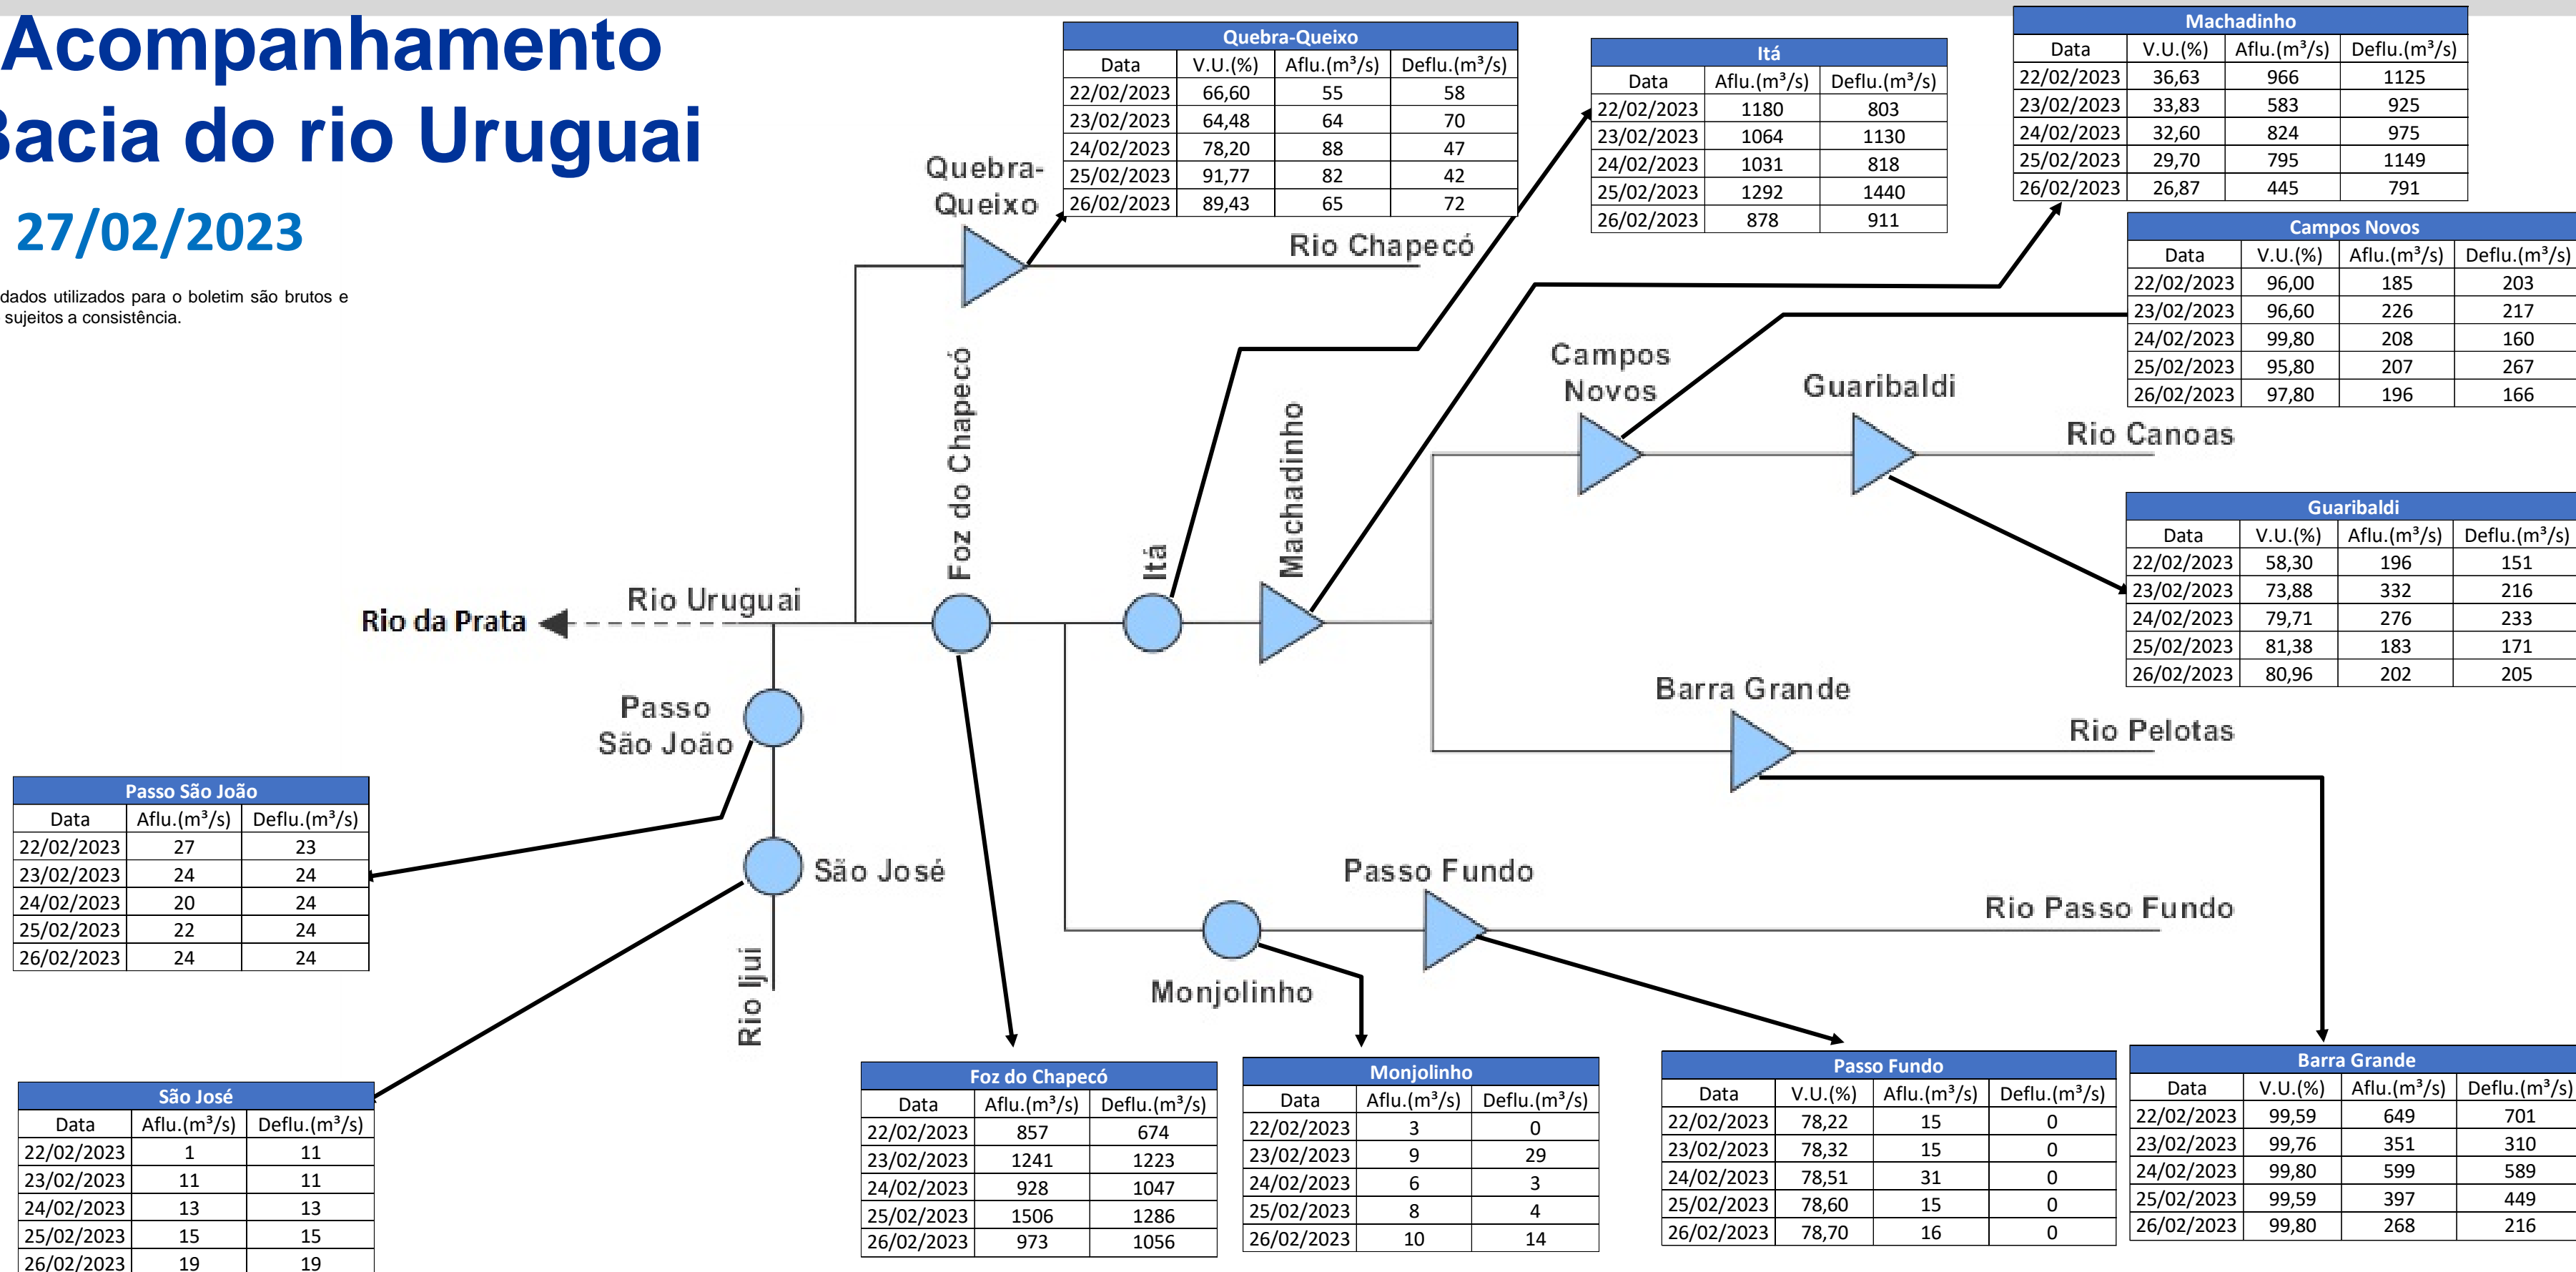 Acompanhamento
Bacia do rio Uruguai
27/02/2023
dados utilizados para o boletim são brutos e
sujeitos a consistência.
Quebra-Queixo
Data V.U.(%) Aflu.(m³/s) Deflu.(m³/s)
22/02/2023 66,60 55 58
23/02/2023 64,48 64 70
24/02/2023 78,20 88 47
25/02/2023 91,77 82 42
26/02/2023 89,43 65 72
Itá
Data Aflu.(m³/s) Deflu.(m³/s)
22/02/2023 1180 803
23/02/2023 1064 1130
24/02/2023 1031 818
25/02/2023 1292 1440
26/02/2023 878 911
Machadinho
Data V.U.(%) Aflu.(m³/s) Deflu.(m³/s)
22/02/2023 36,63 966 1125
23/02/2023 33,83 583 925
24/02/2023 32,60 824 975
25/02/2023 29,70 795 1149
26/02/2023 26,87 445 791
Campos Novos
Data V.U.(%) Aflu.(m³/s) Deflu.(m³/s)
22/02/2023 96,00 185 203
23/02/2023 96,60 226 217
24/02/2023 99,80 208 160
25/02/2023 95,80 207 267
26/02/2023 97,80 196 166
Quebra-
Queixo
Rio Chapecó
Foz do Chapecó
Itá
Machadinho
Campos
Novos
Guaribaldi
Rio Canoas
Guaribaldi
Data V.U.(%) Aflu.(m³/s) Deflu.(m³/s)
22/02/2023 58,30 196 151
23/02/2023 73,88 332 216
24/02/2023 79,71 276 233
25/02/2023 81,38 183 171
26/02/2023 80,96 202 205
Rio da Prata
Rio Uruguai
Passo
São João
Barra Grande
Rio Pelotas
Passo São João
Data Aflu.(m³/s) Deflu.(m³/s)
22/02/2023 27 23
23/02/2023 24 24
24/02/2023 20 24
25/02/2023 22 24
26/02/2023 24 24
São José
Rio Ijuí
Passo Fundo
Rio Passo Fundo
Monjolinho
São José
Data Aflu.(m³/s) Deflu.(m³/s)
22/02/2023 1 11
23/02/2023 11 11
24/02/2023 13 13
25/02/2023 15 15
26/02/2023 19 19
Foz do Chapecó
Data Aflu.(m³/s) Deflu.(m³/s)
22/02/2023 857 674
23/02/2023 1241 1223
24/02/2023 928 1047
25/02/2023 1506 1286
26/02/2023 973 1056
Monjolinho
Data Aflu.(m³/s) Deflu.(m³/s)
22/02/2023 3 0
23/02/2023 9 29
24/02/2023 6 3
25/02/2023 8 4
26/02/2023 10 14
Passo Fundo
Data V.U.(%) Aflu.(m³/s) Deflu.(m³/s)
22/02/2023 78,22 15 0
23/02/2023 78,32 15 0
24/02/2023 78,51 31 0
25/02/2023 78,60 15 0
26/02/2023 78,70 16 0
Barra Grande
Data V.U.(%) Aflu.(m³/s) Deflu.(m³/s)
22/02/2023 99,59 649 701
23/02/2023 99,76 351 310
24/02/2023 99,80 599 589
25/02/2023 99,59 397 449
26/02/2023 99,80 268 216